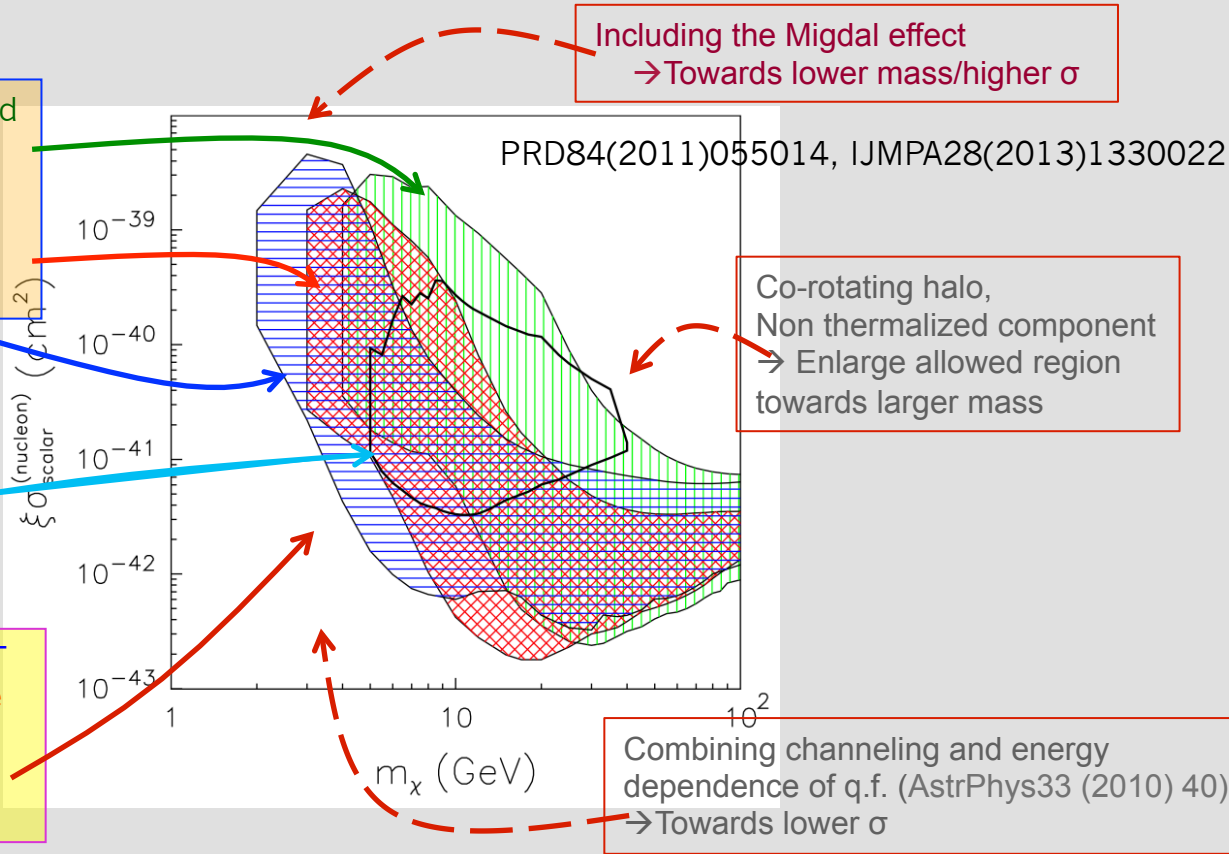 Including the Migdal effect
→Towards lower mass/higher σ
d
PRD84(2011)055014, IJMPA28(2013)1330022
10⁻³⁹
10⁻⁴⁰
10⁻⁴¹
10⁻⁴²
10⁻⁴³
ξσ(nucleon)scalar (cm²)
Co-rotating halo,
Non thermalized component
→ Enlarge allowed region
towards larger mass
1
10
10²
mχ (GeV)
Combining channeling and energy
dependence of q.f. (AstrPhys33 (2010) 40)
→Towards lower σ